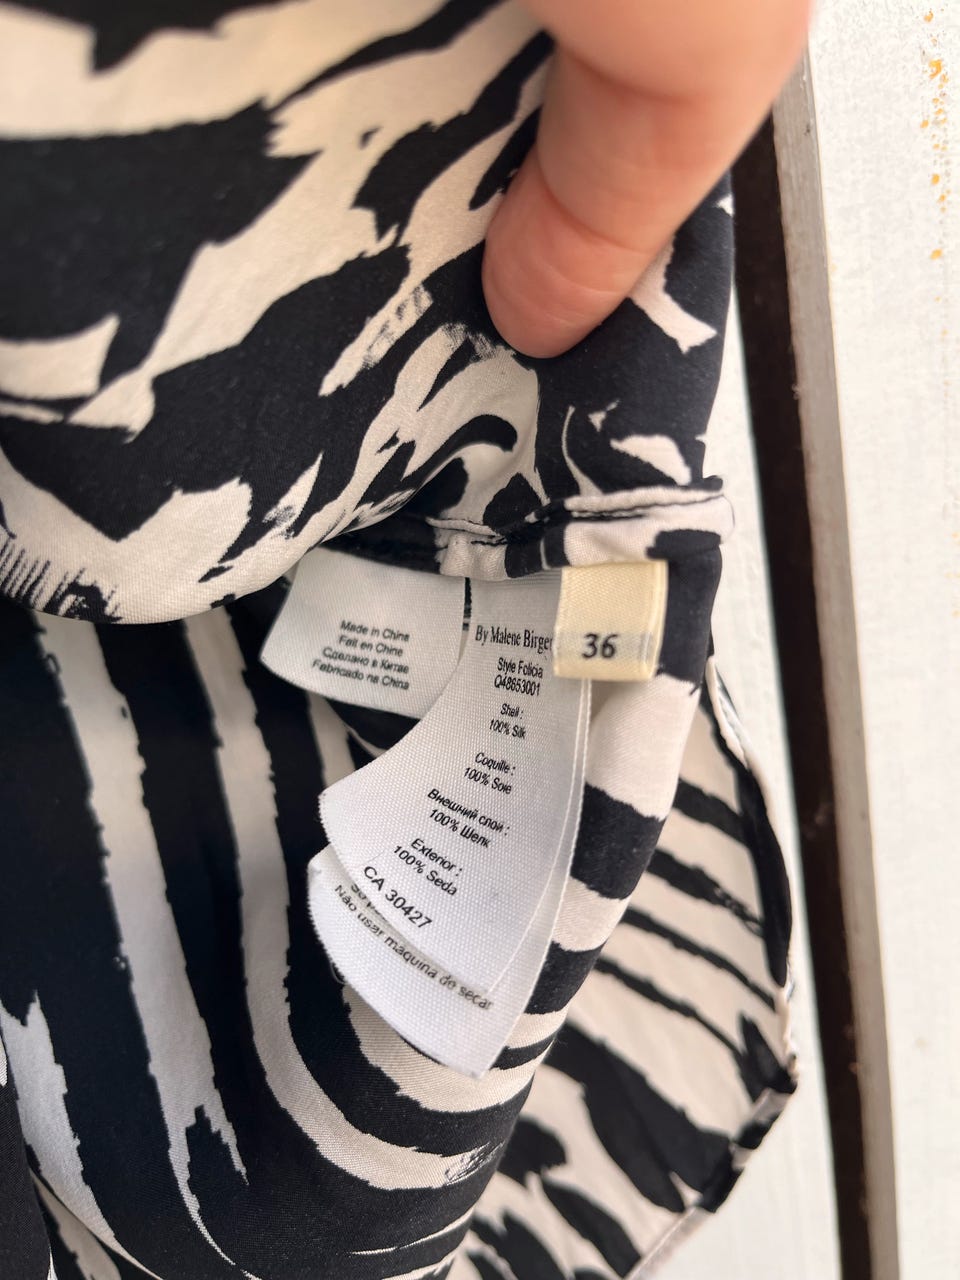 Made in China
Fait en Chine
Сделано в Китае
Fabricado na China
By Malene Birger
Style Folicia
Q48653001
Shell :
100% Silk
Coquille :
100% Soie
Внешний слой :
100% Шелк
Exterior :
100% Seda
CA 30427
Não usar maquina de secar
36